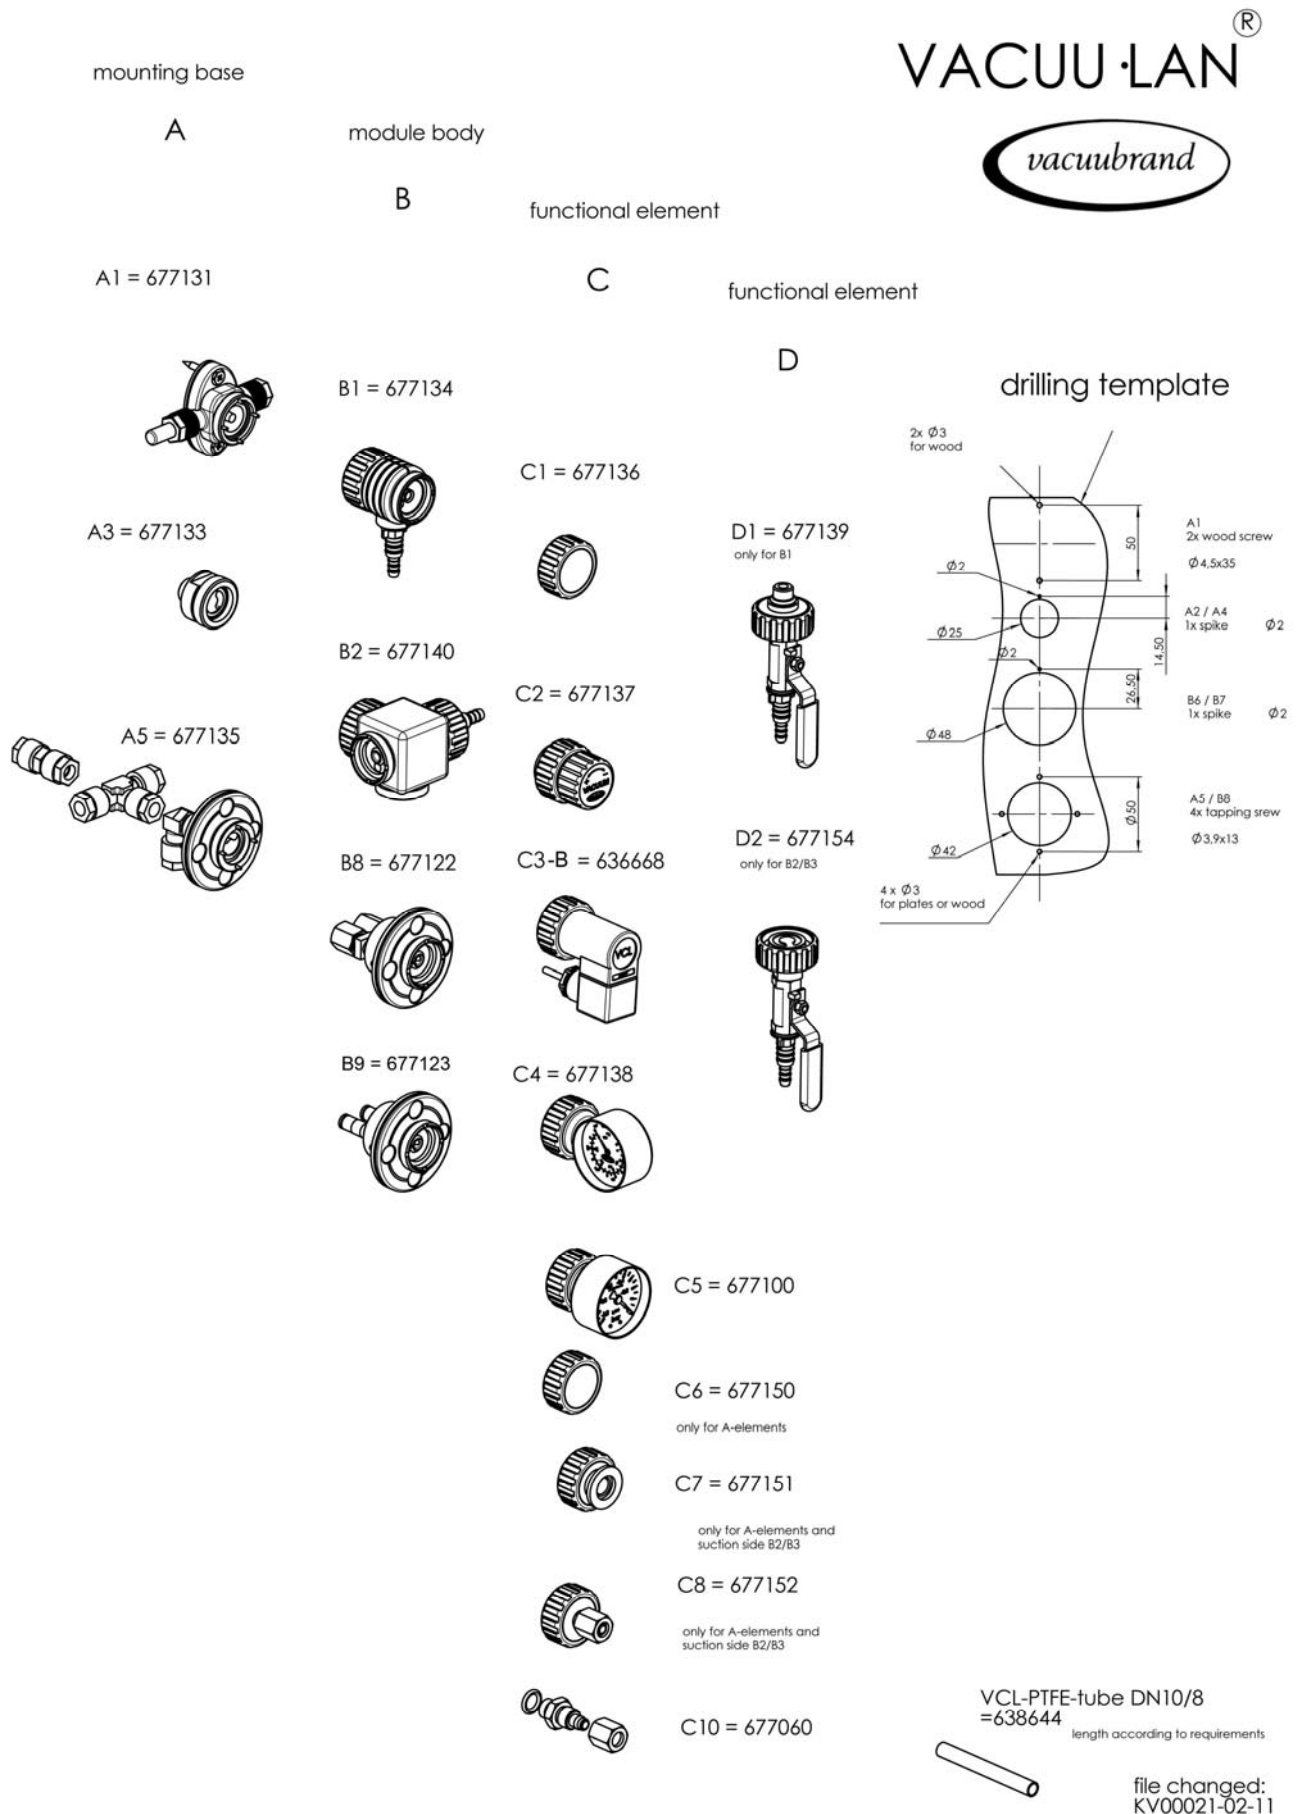 VACUU·LAN®
vacuubrand
mounting base
A
module body
B
functional element
C
functional element
D
A1 = 677131
A3 = 677133
A5 = 677135
B1 = 677134
B2 = 677140
B8 = 677122
B9 = 677123
C1 = 677136
C2 = 677137
VACUU
C3-B = 636668
VCL
C4 = 677138
C5 = 677100
C6 = 677150
only for A-elements
C7 = 677151
only for A-elements and
suction side B2/B3
C8 = 677152
only for A-elements and
suction side B2/B3
C10 = 677060
D1 = 677139
only for B1
D2 = 677154
only for B2/B3
drilling template
2x Ø3
for wood
50
A1
2x wood screw
Ø4,5x35
Ø2
Ø25
14,50
A2 / A4
1x spike Ø2
Ø2
26,50
Ø48
B6 / B7
1x spike Ø2
Ø50
Ø42
A5 / B8
4x tapping srew
Ø3,9x13
4 x Ø3
for plates or wood
VCL-PTFE-tube DN10/8
=638644
length according to requirements
file changed:
KV00021-02-11